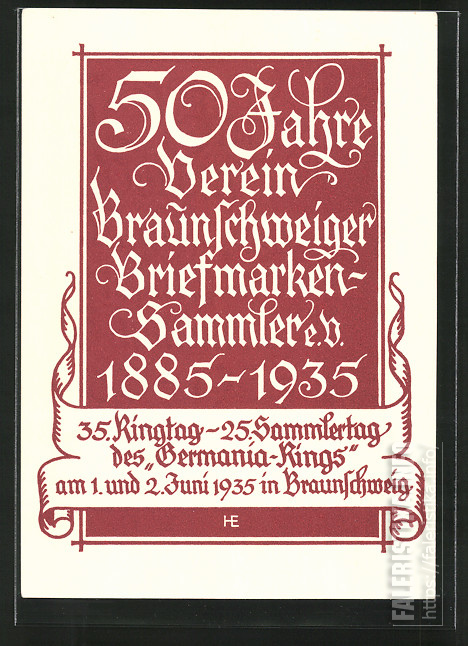 50 Jahre
Verein
Braunschweiger
Briefmarken-
Sammler e.V.
1885-1935
35. Ringtag - 25. Sammlertag
des „Germania-Rings"
am 1. und 2. Juni 1935 in Braunschweig
HE